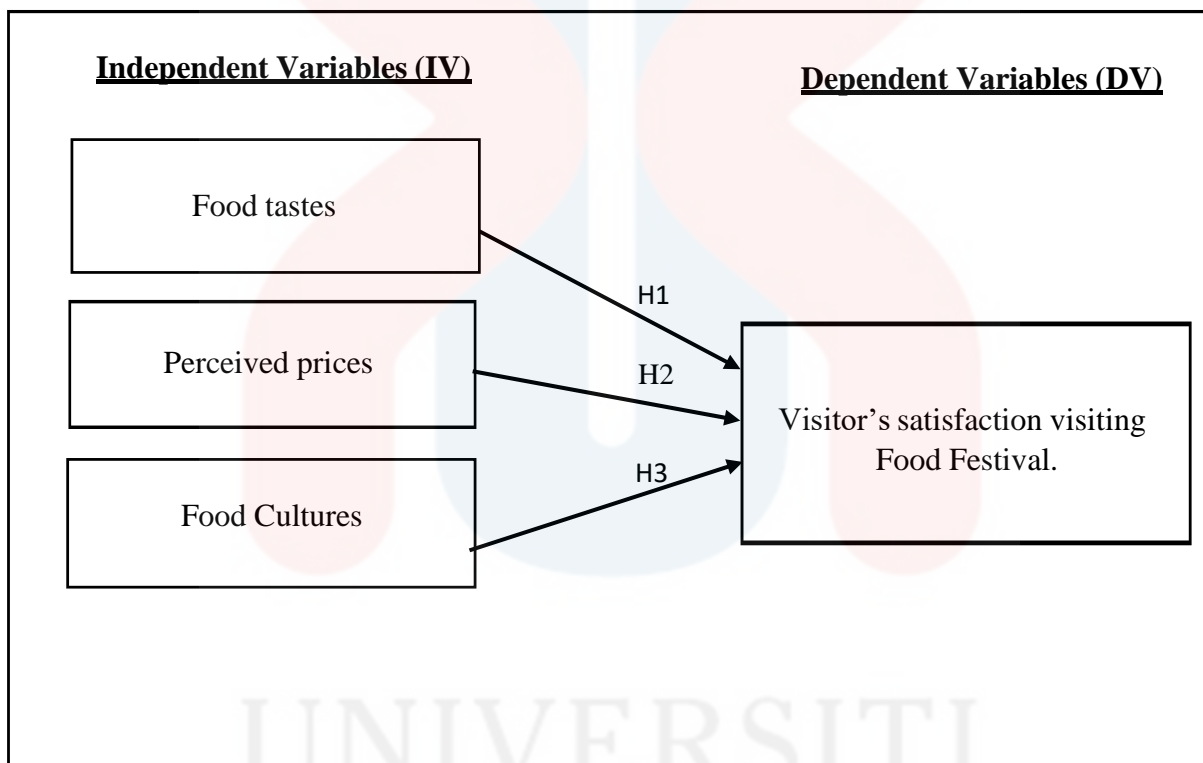 Independent Variables (IV)
Dependent Variables (DV)
Food tastes
H1
Perceived prices
H2
Visitor’s satisfaction visiting
Food Festival.
Food Cultures
H3
UNIVERSITI